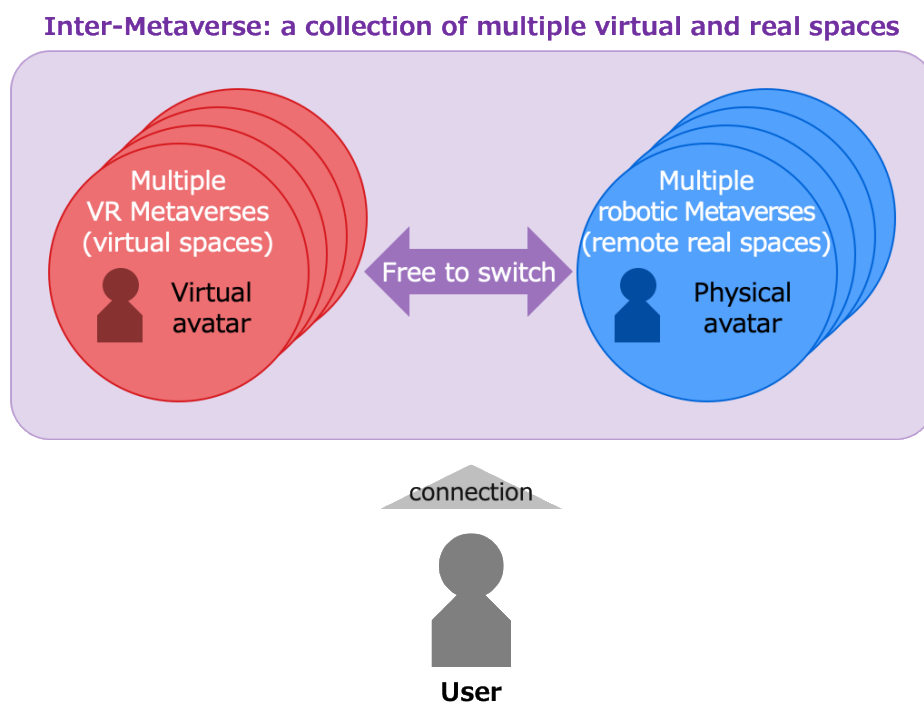 Inter-Metaverse: a collection of multiple virtual and real spaces
Multiple
VR Metaverses
(virtual spaces)
Virtual
avatar
Free to switch
Multiple
robotic Metaverses
(remote real spaces)
Physical
avatar
connection
User